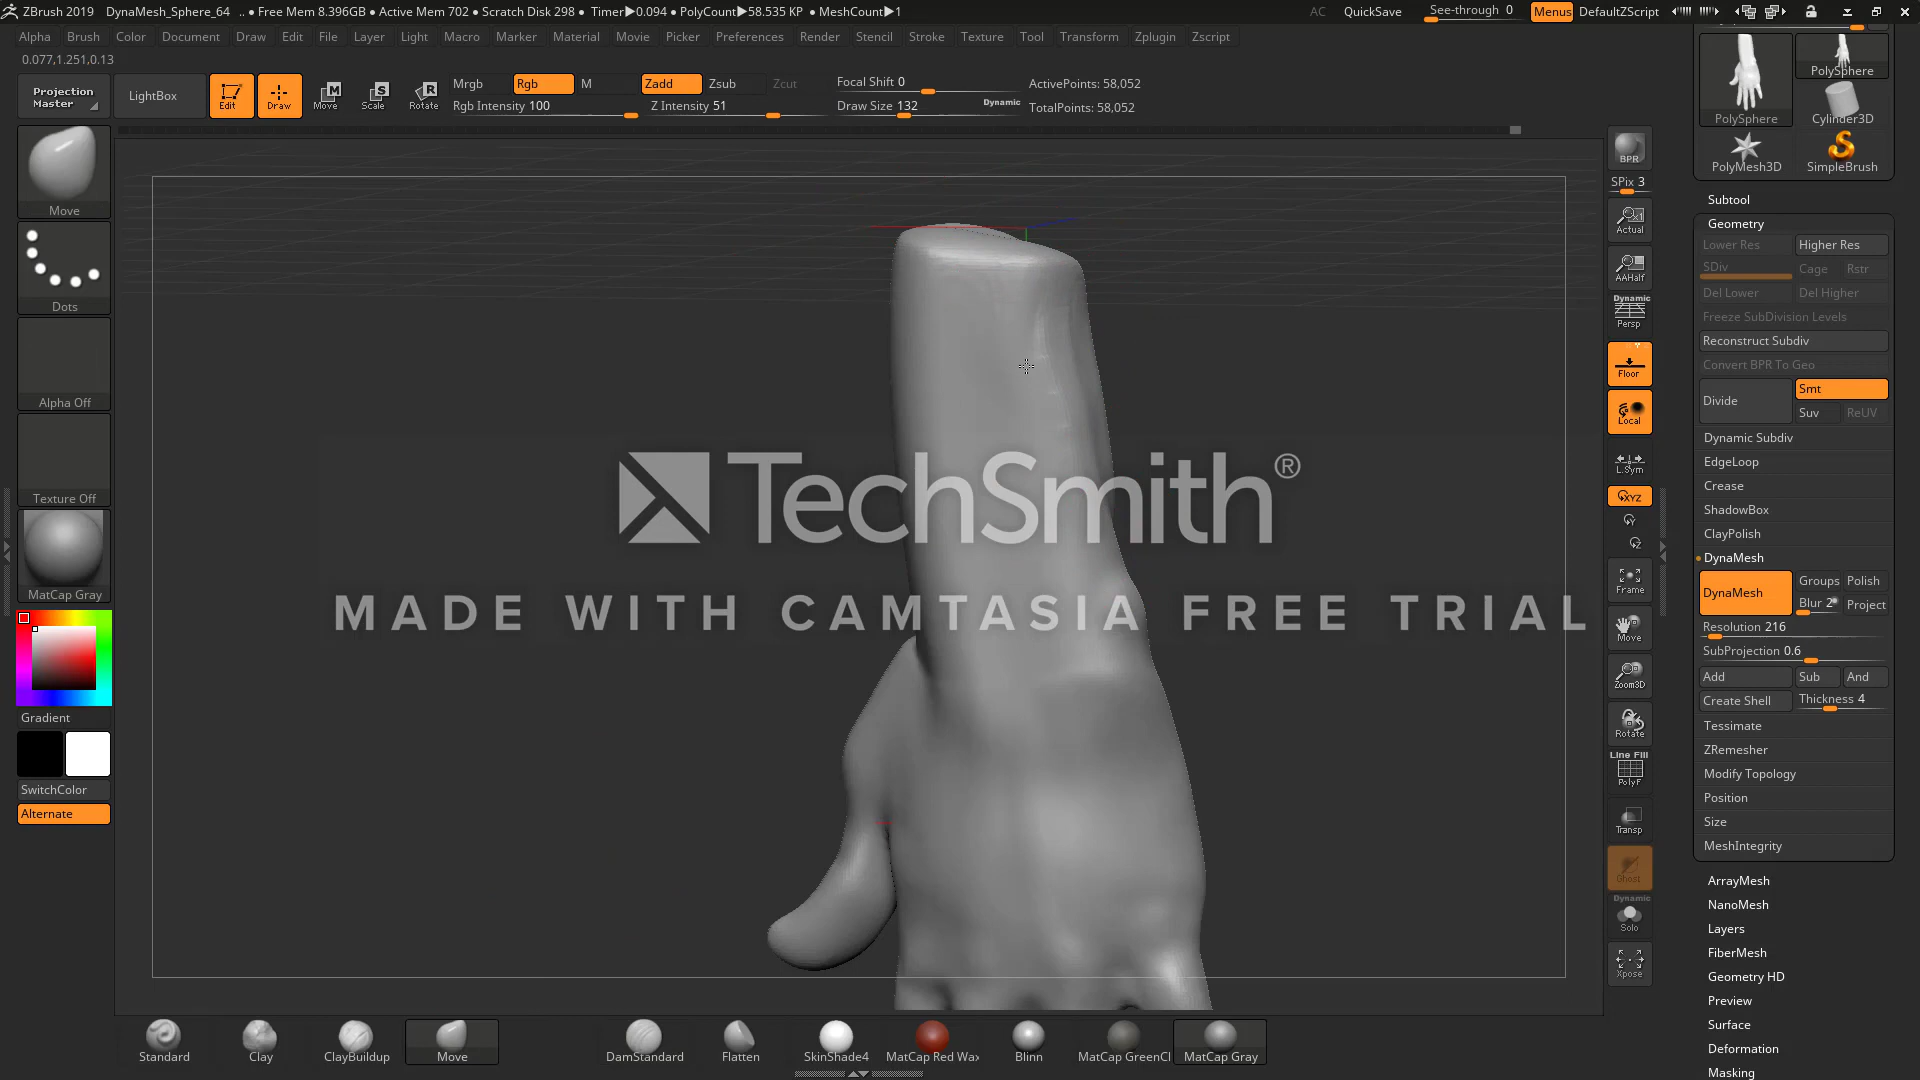 ZBrush 2019 DynaMesh_Sphere_64 .. • Free Mem 8.396GB • Active Mem 702 • Scratch Disk 298 • Timer▶0.094 • PolyCount▶58.535 KP • MeshCount▶1 AC QuickSave See-through 0 Menus DefaultZScript
Alpha Brush Color Document Draw Edit File Layer Light Macro Marker Material Movie Picker Preferences Render Stencil Stroke Texture Tool Transform Zplugin Zscript
0.077,1.251,0.13
Projection Master
LightBox
Edit
Draw
Move
Scale
Rotate
Mrgb Rgb M Zadd Zsub Zcut
Rgb Intensity 100 Z Intensity 51
Focal Shift 0
Draw Size 132 Dynamic
ActivePoints: 58,052
TotalPoints: 58,052
Move
Dots
Alpha Off
Texture Off
MatCap Gray
Gradient
SwitchColor
Alternate
TechSmith®
MADE WITH CAMTASIA FREE TRIAL
Standard Clay ClayBuildup Move DamStandard Flatten SkinShade4 MatCap Red Wax Blinn MatCap GreenCl MatCap Gray
BPR
SPix 3
Actual
AAHalf
Dynamic
Persp
Floor
Local
L.Sym
XYZ
Y
Z
Frame
Move
Zoom3D
Rotate
Line Fill
PolyF
Transp
Ghost
Dynamic
Solo
Xpose
PolySphere
PolySphere
Cylinder3D
PolyMesh3D
SimpleBrush
Subtool
Geometry
Lower Res Higher Res
SDiv Cage Rstr
Del Lower Del Higher
Freeze SubDivision Levels
Reconstruct Subdiv
Convert BPR To Geo
Divide Smt
Suv ReUV
Dynamic Subdiv
EdgeLoop
Crease
ShadowBox
ClayPolish
DynaMesh
DynaMesh Groups Polish
Blur 2 Project
Resolution 216
SubProjection 0.6
Add Sub And
Create Shell Thickness 4
Tessimate
ZRemesher
Modify Topology
Position
Size
MeshIntegrity
ArrayMesh
NanoMesh
Layers
FiberMesh
Geometry HD
Preview
Surface
Deformation
Masking